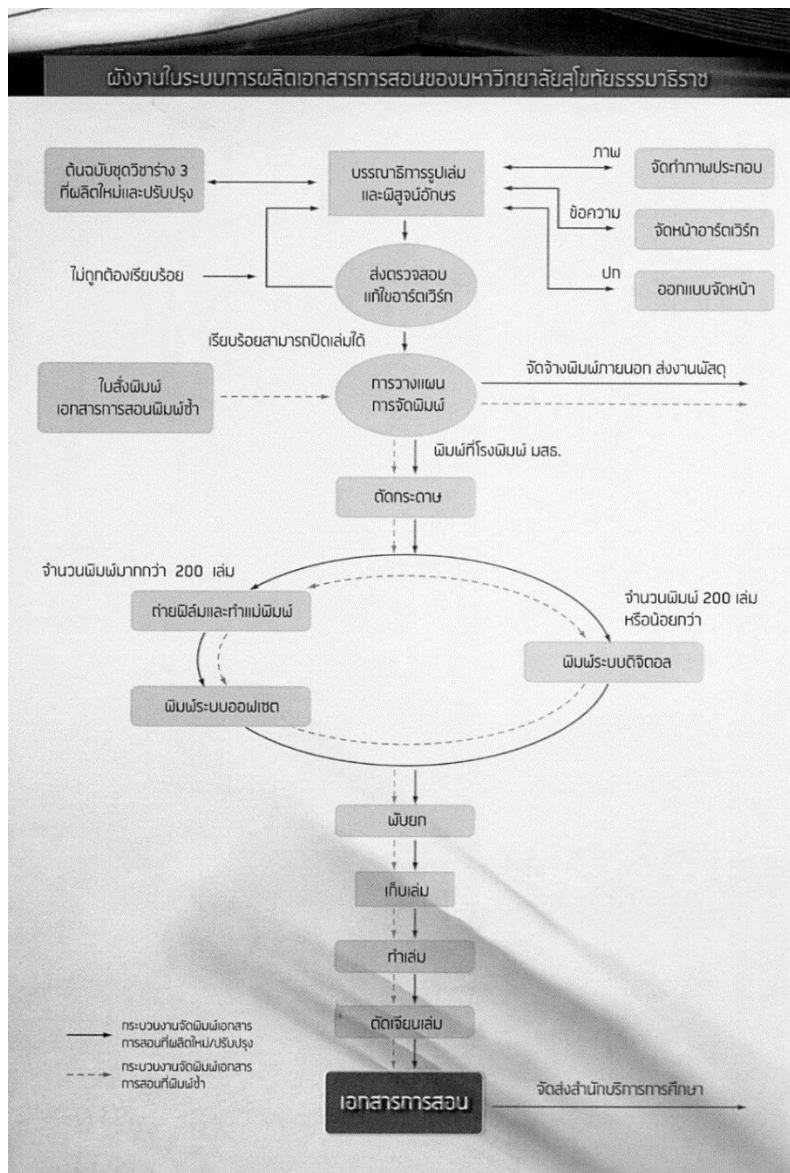 ผังงานในระบบการผลิตเอกสารการสอนของมหาวิทยาลัยสุโขทัยธรรมาธิราช
ต้นฉบับชุดวิชาร่าง 3
ที่ผลิตใหม่และปรับปรุง
บรรณาธิการรูปเล่ม
และพิสูจน์อักษร
ภาพ
จัดทำภาพประกอบ
ข้อความ
จัดหน้าอาร์ตเวิร์ก
ปก
ออกแบบจัดหน้า
ไม่ถูกต้องเรียบร้อย
ส่งตรวจสอบ
แก้ไขอาร์ตเวิร์ก
เรียบร้อยสามารถปิดเล่มได้
ใบสั่งพิมพ์
เอกสารการสอนพิมพ์ซ้ำ
การวางแผน
การจัดพิมพ์
จัดจ้างพิมพ์ภายนอก ส่งงานพัสดุ
พิมพ์ที่โรงพิมพ์ มสธ.
ตัดกระดาษ
จำนวนพิมพ์มากกว่า 200 เล่ม
ถ่ายฟิล์มและทำแม่พิมพ์
จำนวนพิมพ์ 200 เล่ม
หรือน้อยกว่า
พิมพ์ระบบดิจิตอล
พิมพ์ระบบออฟเซต
พับยก
เก็บเล่ม
ทำเล่ม
ตัดเจียนเล่ม
กระบวนงานจัดพิมพ์เอกสาร
การสอนที่ผลิตใหม่/ปรับปรุง
กระบวนงานจัดพิมพ์เอกสาร
การสอนที่พิมพ์ซ้ำ
เอกสารการสอน
จัดส่งสำนักบริการการศึกษา